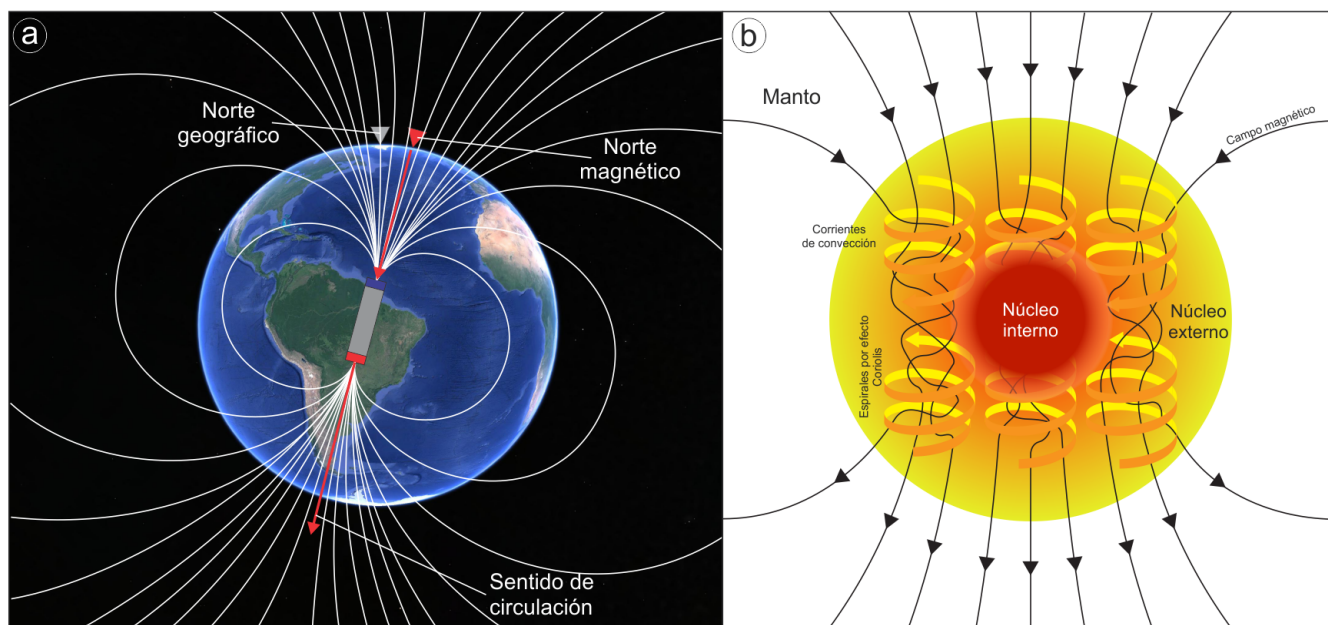 a
Norte
geográfico
Norte
magnético
Sentido de
circulación
b
Manto
Campo magnético
Corrientes
de convección
Núcleo
interno
Núcleo
externo
Espirales por efecto
Coriolis